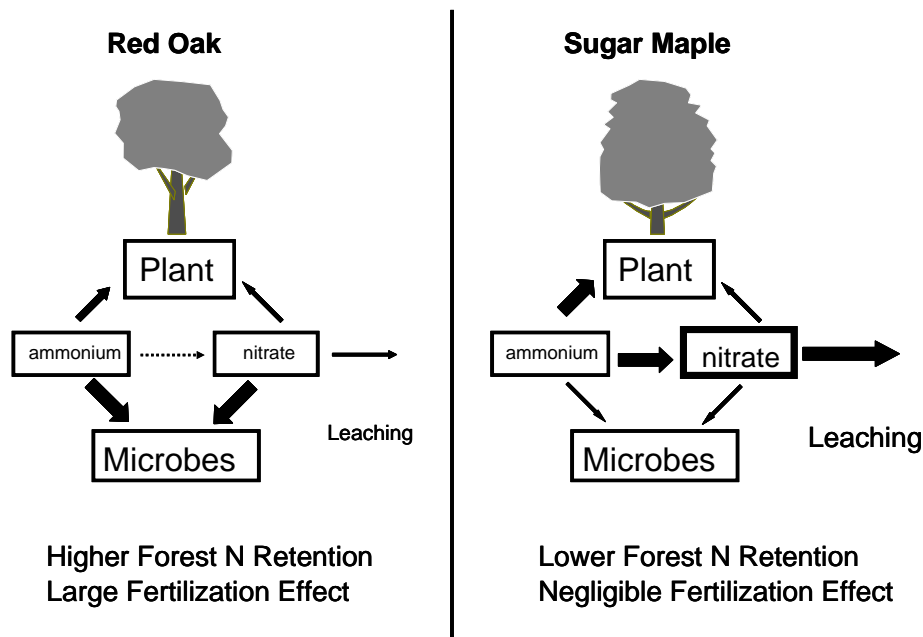 Red Oak
Plant
ammonium
nitrate
Leaching
Microbes
Higher Forest N Retention
Large Fertilization Effect
Sugar Maple
Plant
ammonium
nitrate
Leaching
Microbes
Lower Forest N Retention
Negligible Fertilization Effect